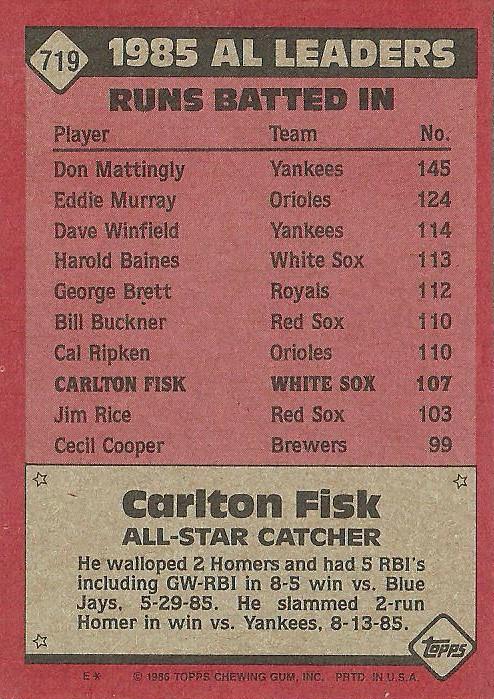 719 1985 AL LEADERS
RUNS BATTED IN
Player Team No.
Don Mattingly Yankees 145
Eddie Murray Orioles 124
Dave Winfield Yankees 114
Harold Baines White Sox 113
George Brett Royals 112
Bill Buckner Red Sox 110
Cal Ripken Orioles 110
CARLTON FISK WHITE SOX 107
Jim Rice Red Sox 103
Cecil Cooper Brewers 99
Carlton Fisk
ALL-STAR CATCHER
He walloped 2 Homers and had 5 RBI's
including GW-RBI in 8-5 win vs. Blue
Jays, 5-29-85. He slammed 2-run
Homer in win vs. Yankees, 8-13-85.
topps
E* © 1986 TOPPS CHEWING GUM, INC. PRTD. IN U.S.A.